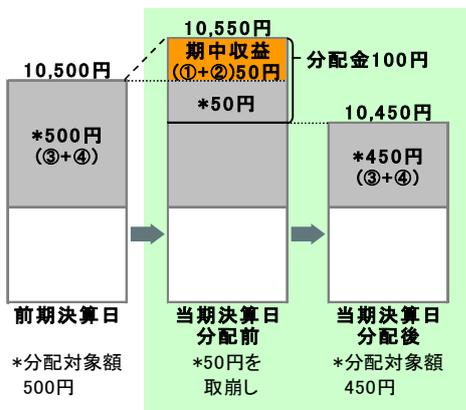 10,550円
期中収益
(①+②)50円
*50円
分配金100円
10,500円
*500円
(③+④)
10,450円
*450円
(③+④)
前期決算日
当期決算日
分配前
当期決算日
分配後
*分配対象額
500円
*50円を
取崩し
*分配対象額
450円